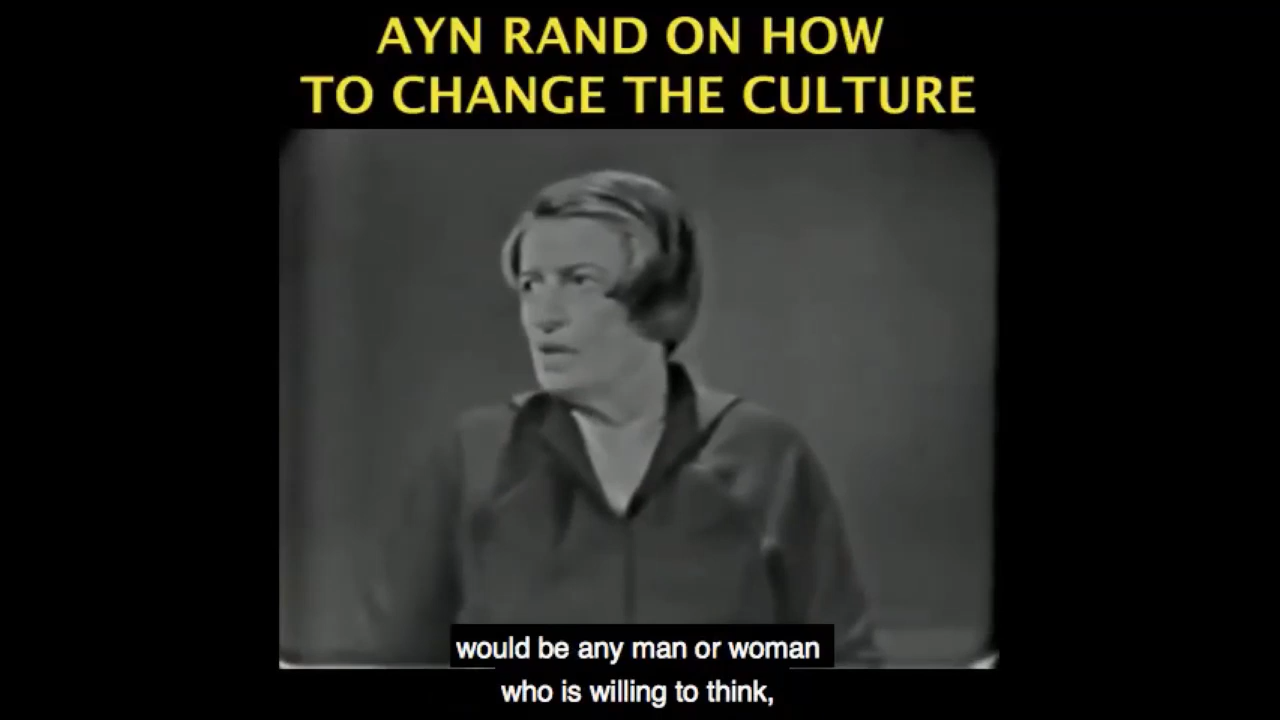 AYN RAND ON HOW
TO CHANGE THE CULTURE
would be any man or woman
who is willing to think,